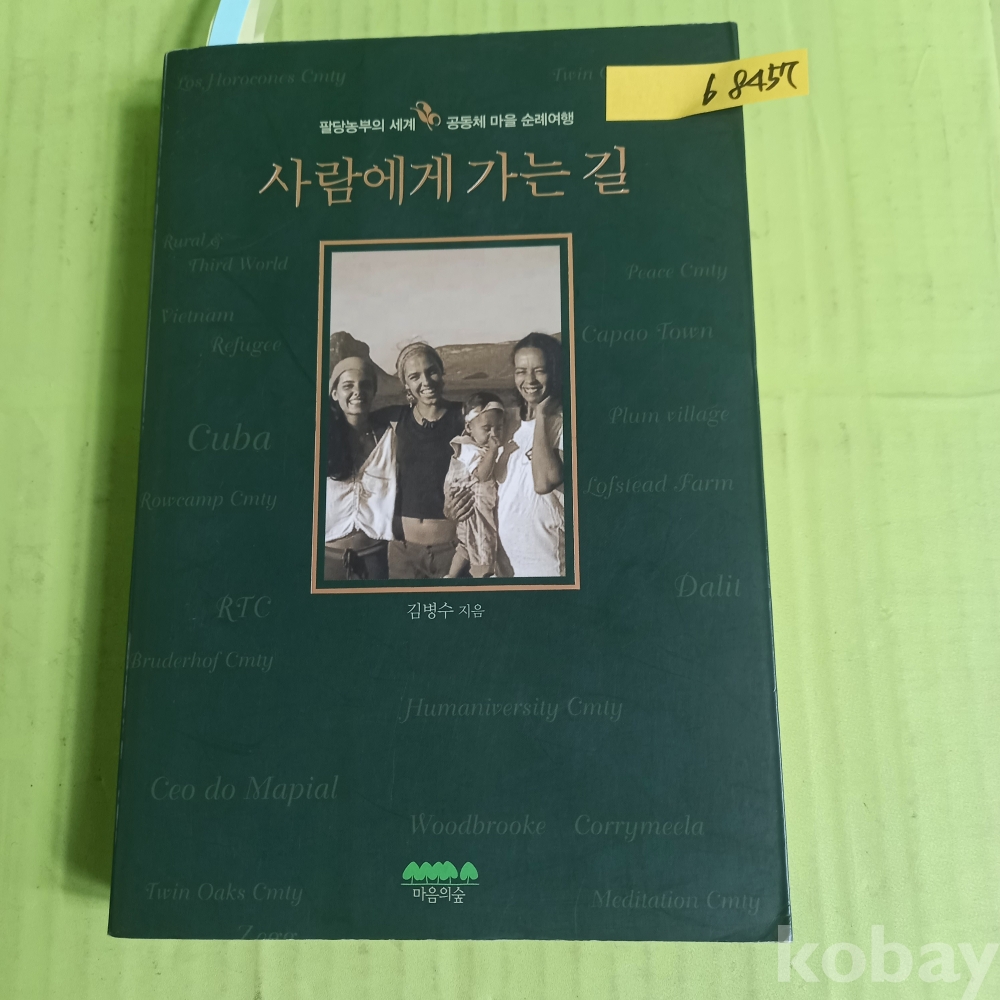 Los Horocones Cmty
Twin
b 8457
팔당농부의 세계 공동체 마을 순례여행
사람에게 가는 길
Rural &
Third World
Peace Cmty
Vietnam
Refugee
Capao Town
Plum village
Cuba
Lofstead Farm
Rowcamp Cmty
Dalit
RTC
김병수 지음
Bruderhof Cmty
Humaniversity Cmty
Ceo do Mapial
Woodbrooke Corrymeela
마음의숲
Twin Oaks Cmty
Meditation Cmty
kobay